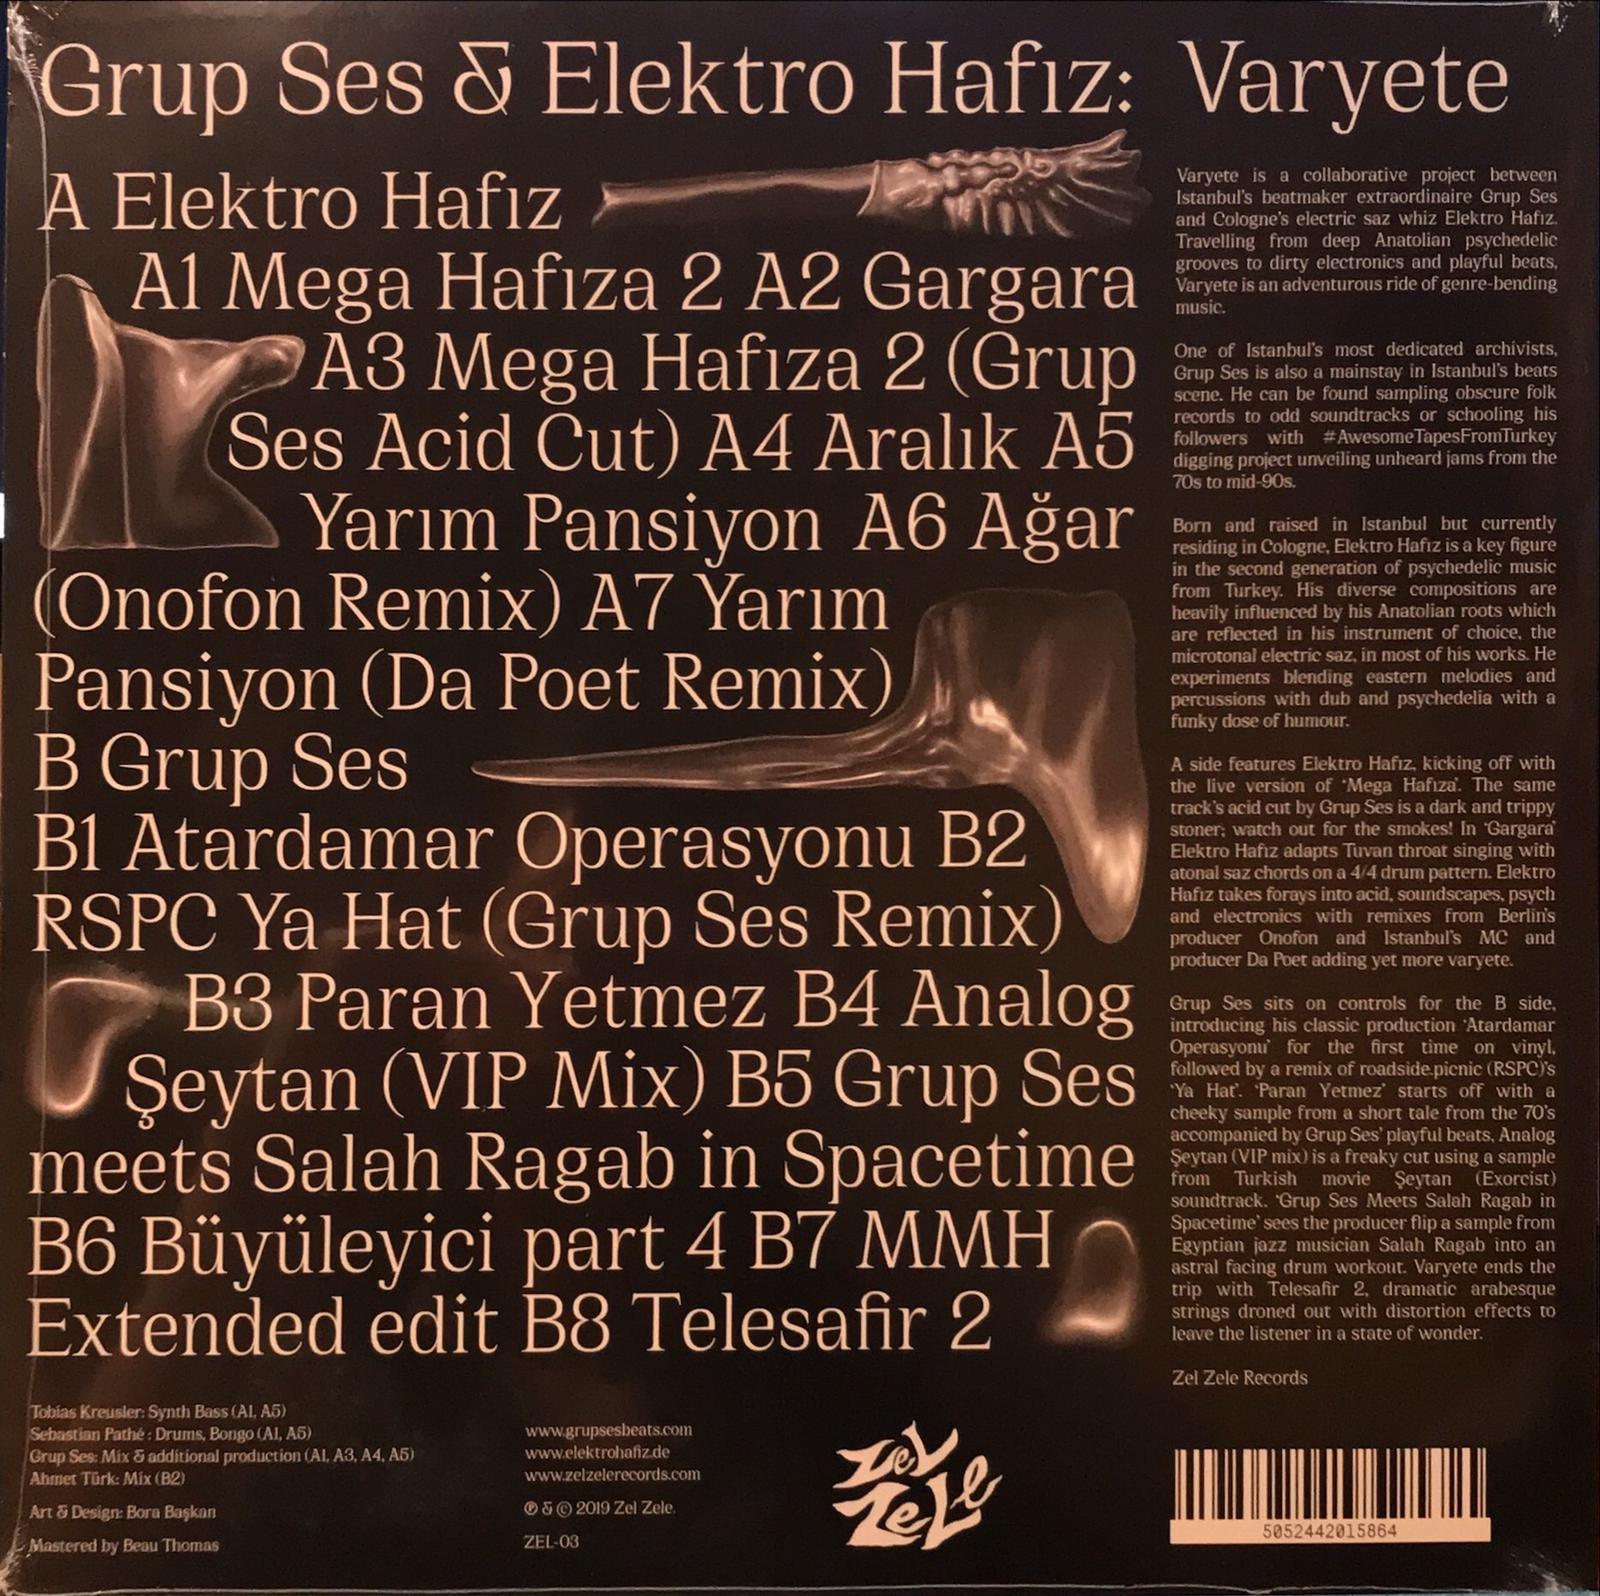 Grup Ses & Elektro Hafız: Varyete
A Elektro Hafız
A1 Mega Hafıza 2 A2 Gargara
A3 Mega Hafıza 2 (Grup
Ses Acid Cut) A4 Aralık A5
Yarım Pansiyon A6 Ağar
(Onofon Remix) A7 Yarım
Pansiyon (Da Poet Remix)
B Grup Ses
B1 Atardamar Operasyonu B2
RSPC Ya Hat (Grup Ses Remix)
B3 Paran Yetmez B4 Analog
Şeytan (VIP Mix) B5 Grup Ses
meets Salah Ragab in Spacetime
B6 Büyüleyici part 4 B7 MMH
Extended edit B8 Telesafir 2
Varyete is a collaborative project between
Istanbul's beatmaker extraordinaire Grup Ses
and Cologne's electric saz whiz Elektro Hafız.
Travelling from deep Anatolian psychedelic
grooves to dirty electronics and playful beats,
Varyete is an adventurous ride of genre-bending
music.
One of Istanbul's most dedicated archivists,
Grup Ses is also a mainstay in Istanbul's beats
scene. He can be found sampling obscure folk
records to odd soundtracks or schooling his
followers with #AwesomeTapesFromTurkey
digging project unveiling unheard jams from the
70s to mid-90s.
Born and raised in Istanbul but currently
residing in Cologne, Elektro Hafız is a key figure
in the second generation of psychedelic music
from Turkey. His diverse compositions are
heavily influenced by his Anatolian roots which
are reflected in his instrument of choice, the
microtonal electric saz, in most of his works. He
experiments blending eastern melodies and
percussions with dub and psychedelia with a
funky dose of humour.
A side features Elektro Hafız, kicking off with
the live version of 'Mega Hafıza'. The same
track's acid cut by Grup Ses is a dark and trippy
stoner; watch out for the smokes! In 'Gargara'
Elektro Hafız adapts Tuvan throat singing with
atonal saz chords on a 4/4 drum pattern. Elektro
Hafız takes forays into acid, soundscapes, psych
and electronics with remixes from Berlin's
producer Onofon and Istanbul's MC and
producer Da Poet adding yet more varyete.
Grup Ses sits on controls for the B side,
introducing his classic production 'Atardamar
Operasyonu' for the first time on vinyl,
followed by a remix of roadside.picnic (RSPC)'s
'Ya Hat'. 'Paran Yetmez' starts off with a
cheeky sample from a short tale from the 70's
accompanied by Grup Ses' playful beats, Analog
Şeytan (VIP mix) is a freaky cut using a sample
from Turkish movie Şeytan (Exorcist)
soundtrack. 'Grup Ses Meets Salah Ragab in
Spacetime' sees the producer flip a sample from
Egyptian jazz musician Salah Ragab into an
astral facing drum workout. Varyete ends the
trip with Telesafir 2, dramatic arabesque
strings droned out with distortion effects to
leave the listener in a state of wonder.
Zel Zele Records
Tobias Kreusler: Synth Bass (A1, A5)
Sebastian Pathé : Drums, Bongo (A1, A5)
Grup Ses: Mix & additional production (A1, A3, A4, A5)
Ahmet Türk: Mix (B2)
Art & Design: Bora Başkan
Mastered by Beau Thomas
www.grupsesbeats.com
www.elektrohafiz.de
www.zelzelerecords.com
℗ & © 2019 Zel Zele.
ZEL-03
Zel
Zele
5052442015864